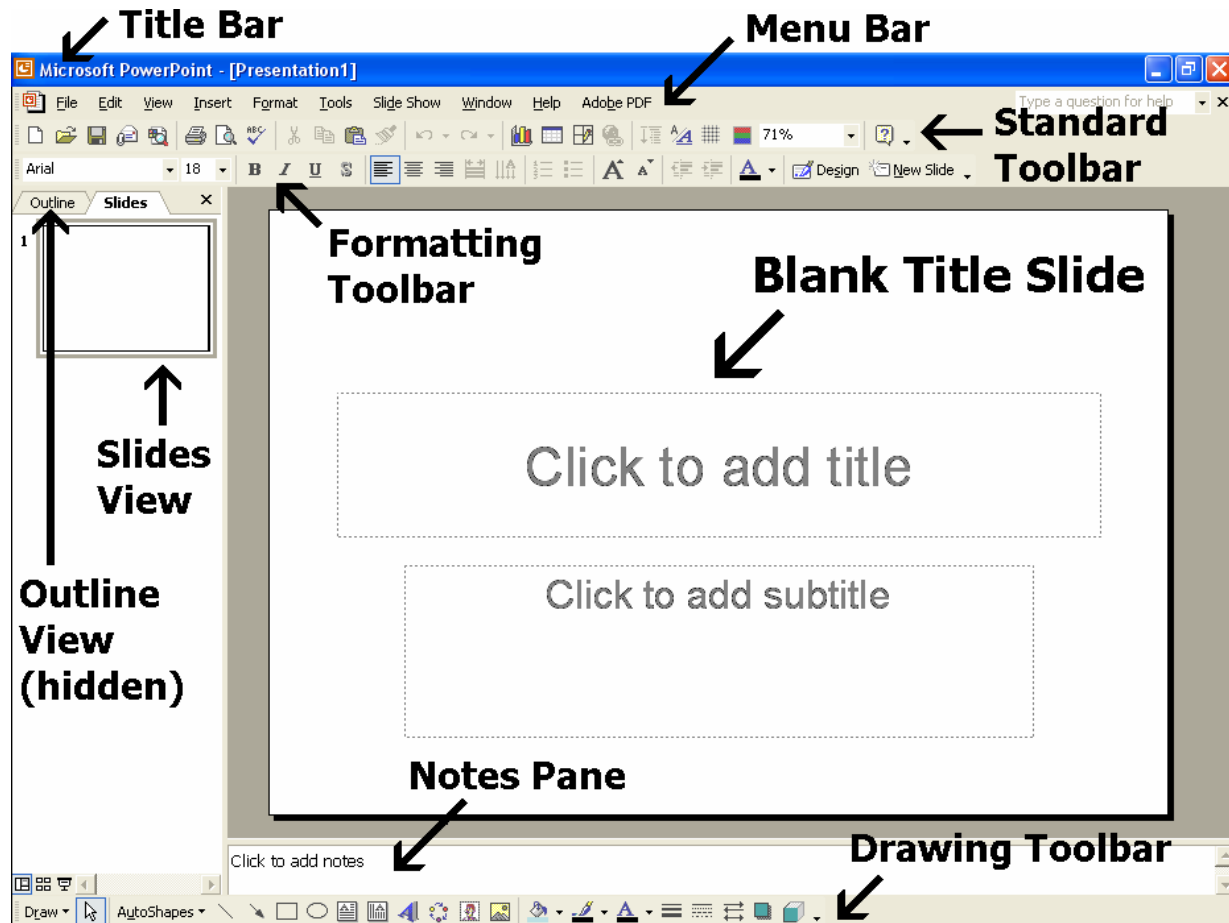 Title Bar
Menu Bar
Microsoft PowerPoint - [Presentation1]
File Edit View Insert Format Tools Slide Show Window Help Adobe PDF
Type a question for help
71%
Standard
Toolbar
Arial 18 B I U S A A A Design New Slide
Outline Slides
1
Formatting
Toolbar
Blank Title Slide
Slides
View
Click to add title
Outline
View
(hidden)
Click to add subtitle
Notes Pane
Click to add notes
Drawing Toolbar
Draw AutoShapes